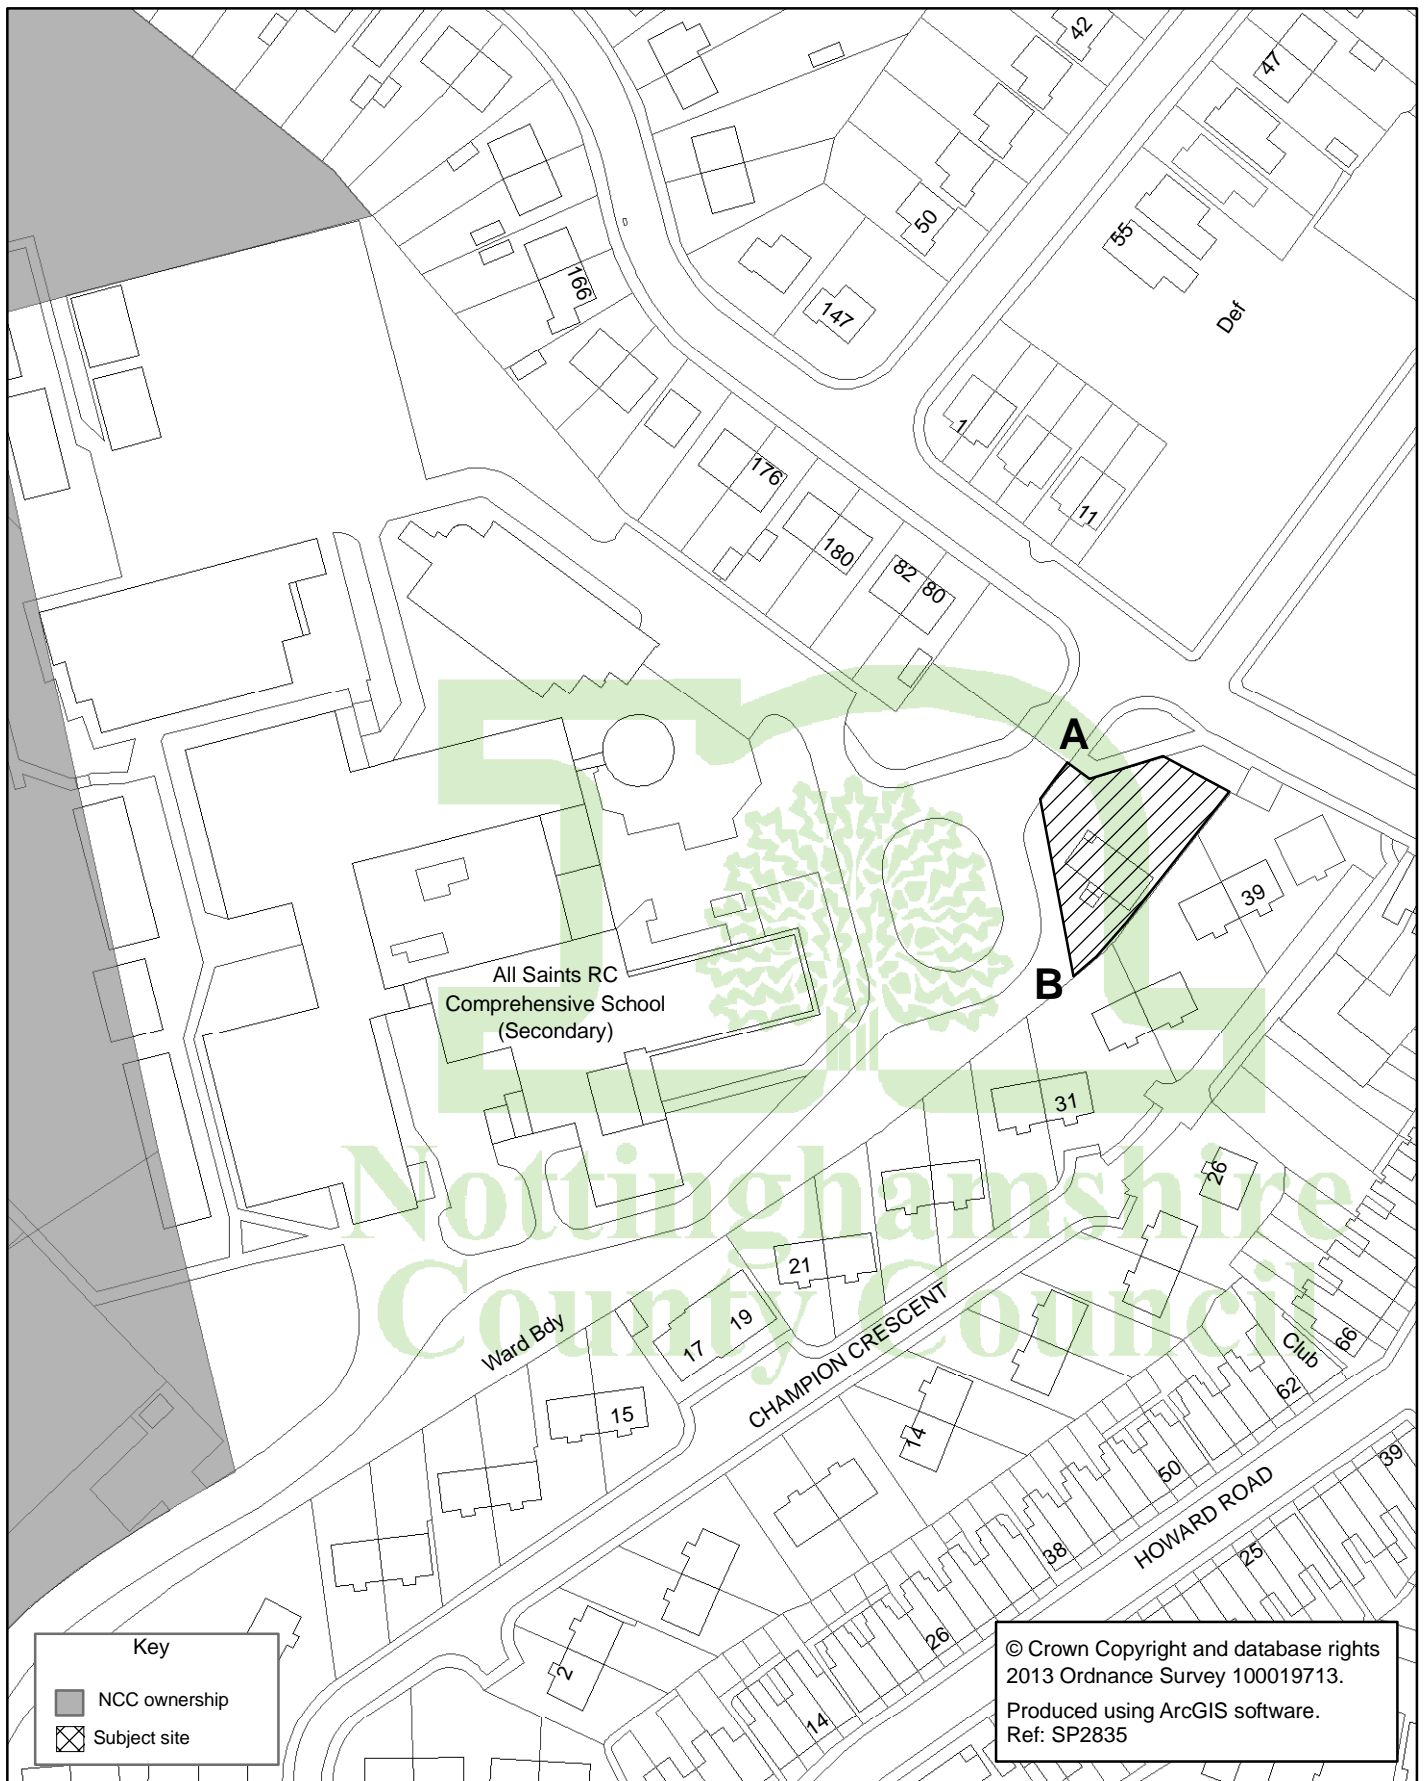 42
47
50
55
Def
166
147
1
176
11
180
82
80
A
39
B
All Saints RC
Comprehensive School
(Secondary)
31
26
Nottinghamshire
County Council
21
19
17
Ward Bdy
CHAMPION CRESCENT
15
14
Club
66
62
50
39
HOWARD ROAD
38
25
26
2
14
Key
NCC ownership
Subject site
© Crown Copyright and database rights
2013 Ordnance Survey 100019713.
Produced using ArcGIS software.
Ref: SP2835